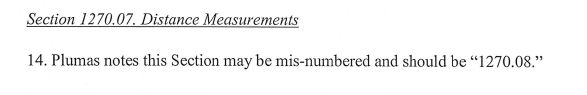 Section 1270.07. Distance Measurements
14. Plumas notes this Section may be mis-numbered and should be “1270.08.”